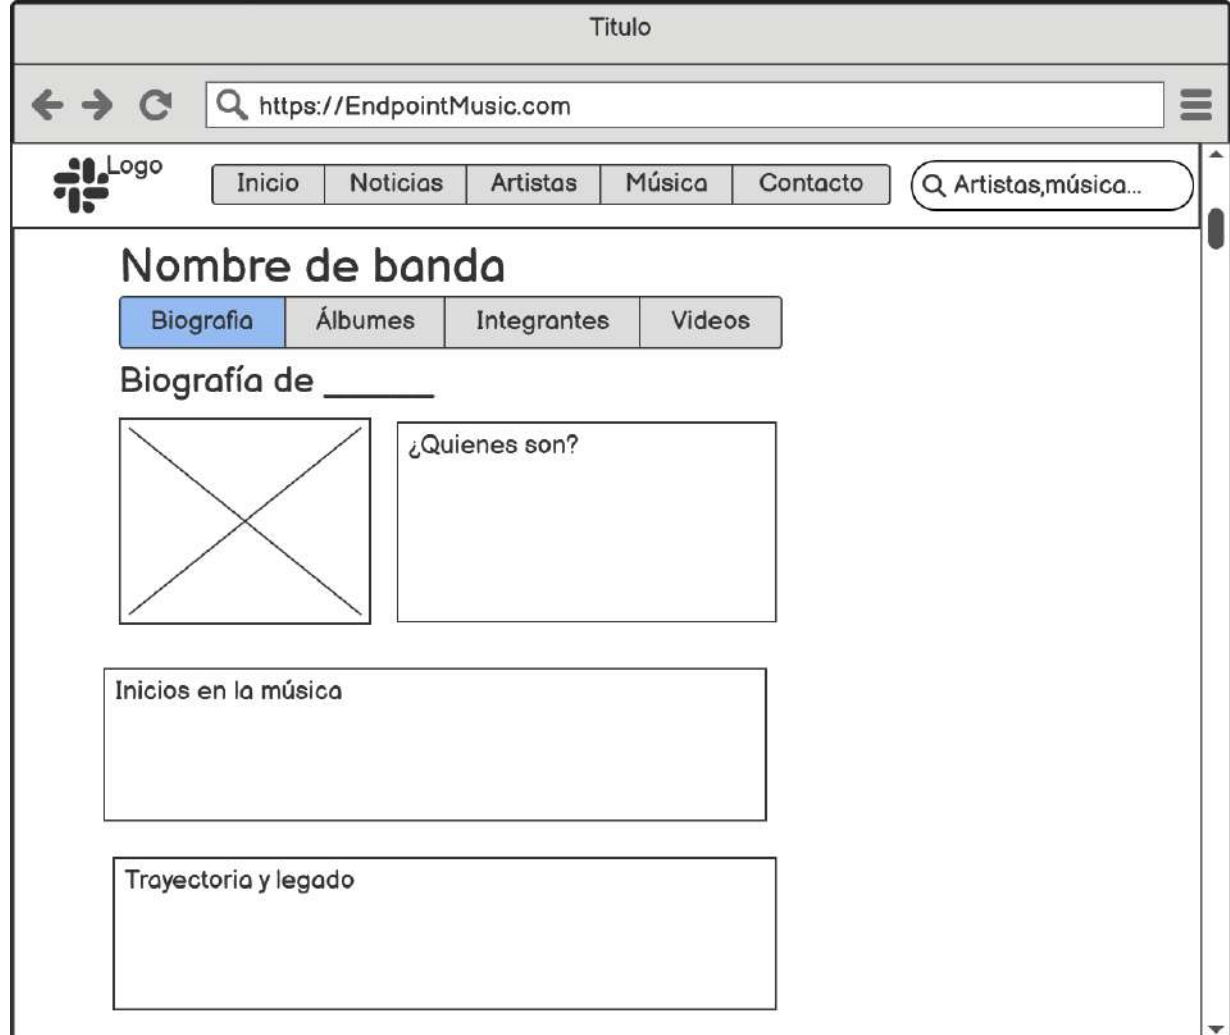 Titulo
https://EndpointMusic.com
Logo
Inicio Noticias Artistas Música Contacto Artistas,música...
Nombre de banda
Biografia Álbumes Integrantes Videos
Biografía de ______
¿Quienes son?
Inicios en la música
Trayectoria y legado